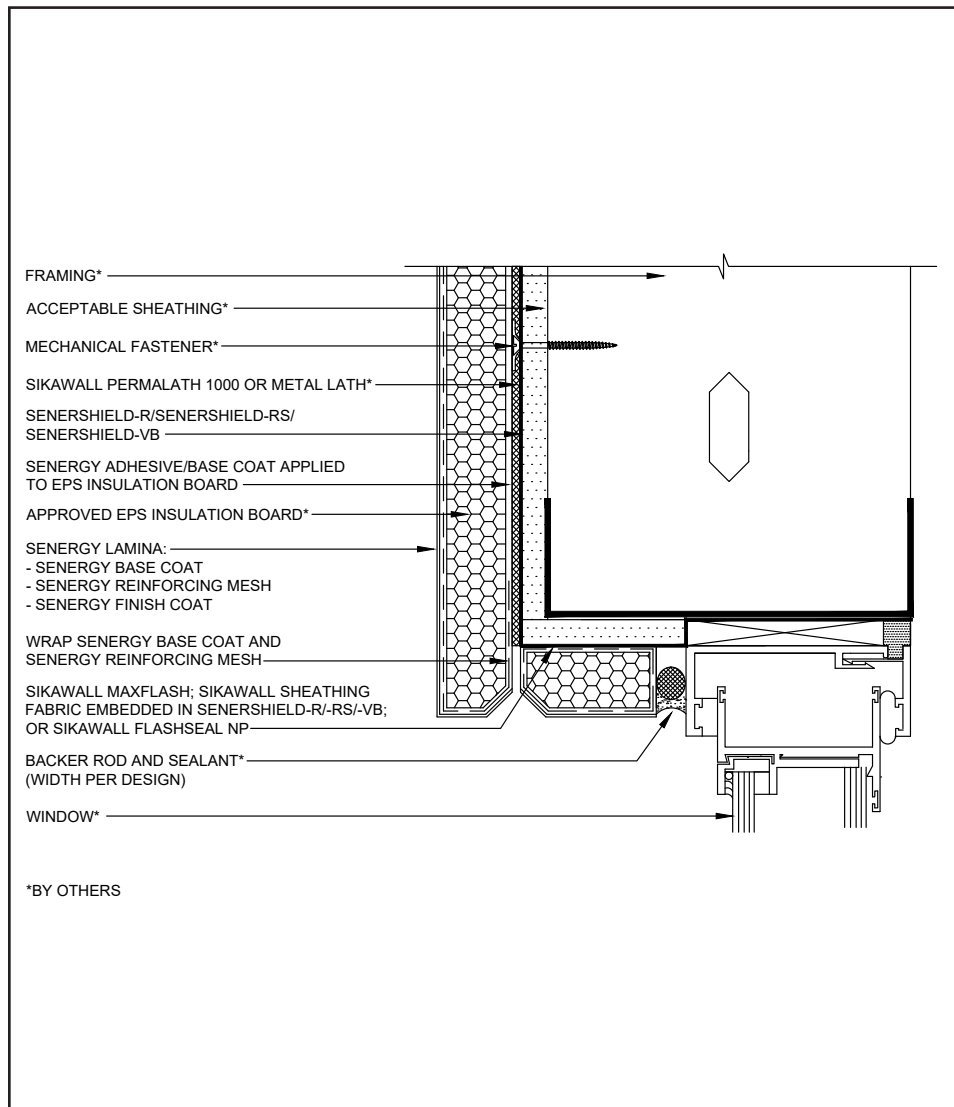 FRAMING*
ACCEPTABLE SHEATHING*
MECHANICAL FASTENER*
SIKAWALL PERMALATH 1000 OR METAL LATH*
SENERSHIELD-R/SENERSHIELD-RS/
SENERSHIELD-VB
SENERGY ADHESIVE/BASE COAT APPLIED
TO EPS INSULATION BOARD
APPROVED EPS INSULATION BOARD*
SENERGY LAMINA:
- SENERGY BASE COAT
- SENERGY REINFORCING MESH
- SENERGY FINISH COAT
WRAP SENERGY BASE COAT AND
SENERGY REINFORCING MESH
SIKAWALL MAXFLASH; SIKAWALL SHEATHING
FABRIC EMBEDDED IN SENERSHIELD-R/-RS/-VB;
OR SIKAWALL FLASHSEAL NP
BACKER ROD AND SEALANT*
(WIDTH PER DESIGN)
WINDOW*
*BY OTHERS